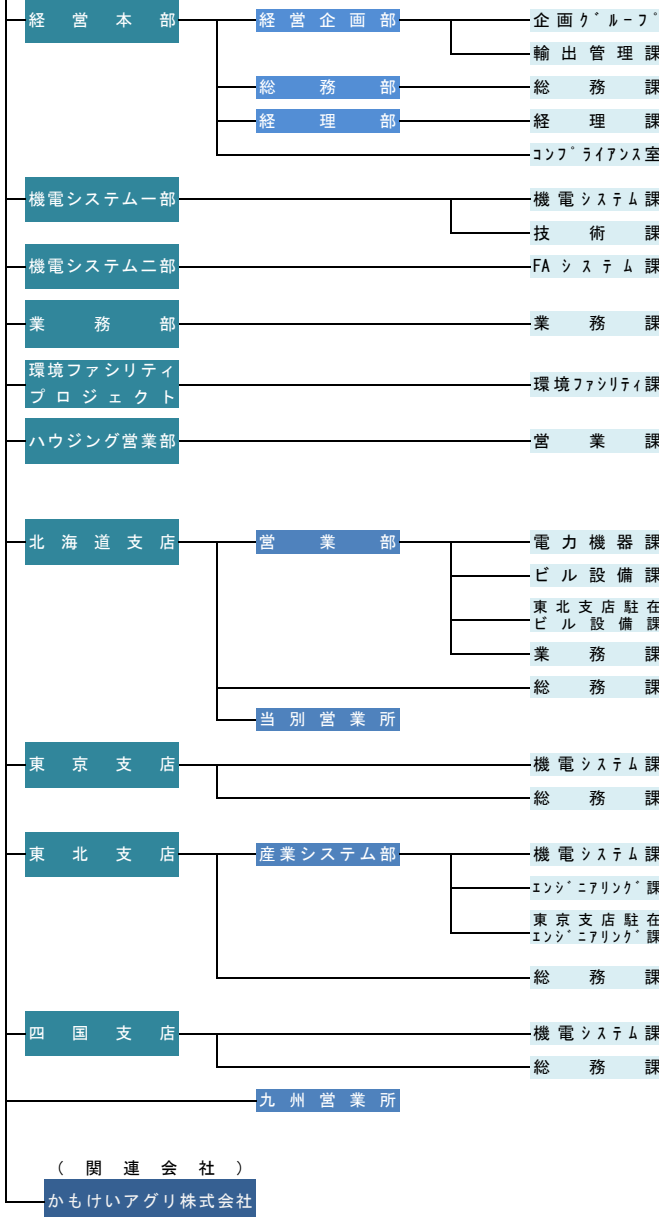 経営本部
経営企画部
企画グループ
輸出管理課
総務部
総務課
経理部
経理課
コンプライアンス室
機電システム一部
機電システム課
技術課
機電システム二部
FAシステム課
業務部
業務課
環境ファシリティ
プロジェクト
環境ファシリティ課
ハウジング営業部
営業課
北海道支店
営業部
電力機器課
ビル設備課
東北支店駐在
ビル設備課
業務課
総務課
当別営業所
東京支店
機電システム課
総務課
東北支店
産業システム部
機電システム課
エンジニアリング課
東京支店駐在
エンジニアリング課
総務課
四国支店
機電システム課
総務課
九州営業所
(関連会社)
かもけいアグリ株式会社